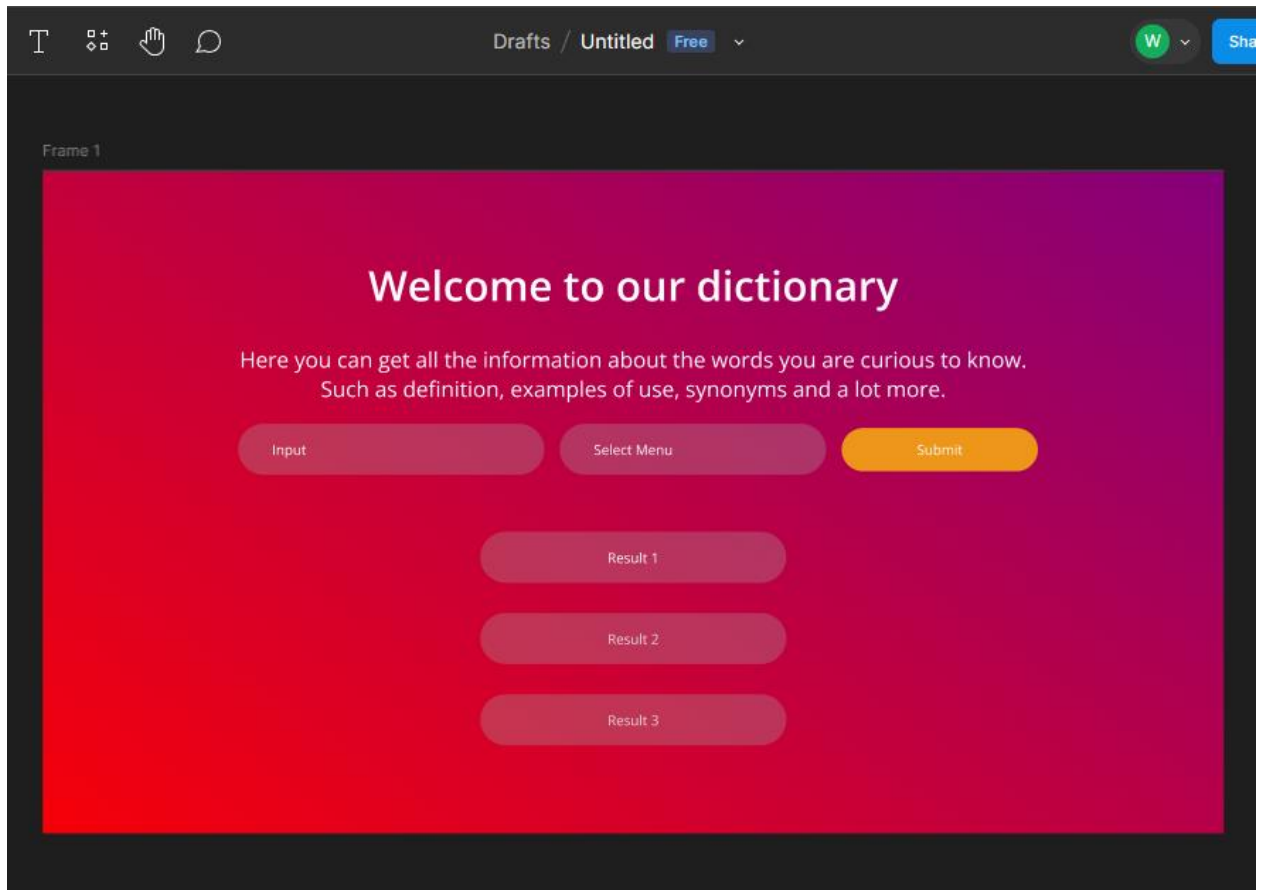 Drafts / Untitled Free
W
Frame 1
Welcome to our dictionary
Here you can get all the information about the words you are curious to know.
Such as definition, examples of use, synonyms and a lot more.
Input
Select Menu
Submit
Result 1
Result 2
Result 3